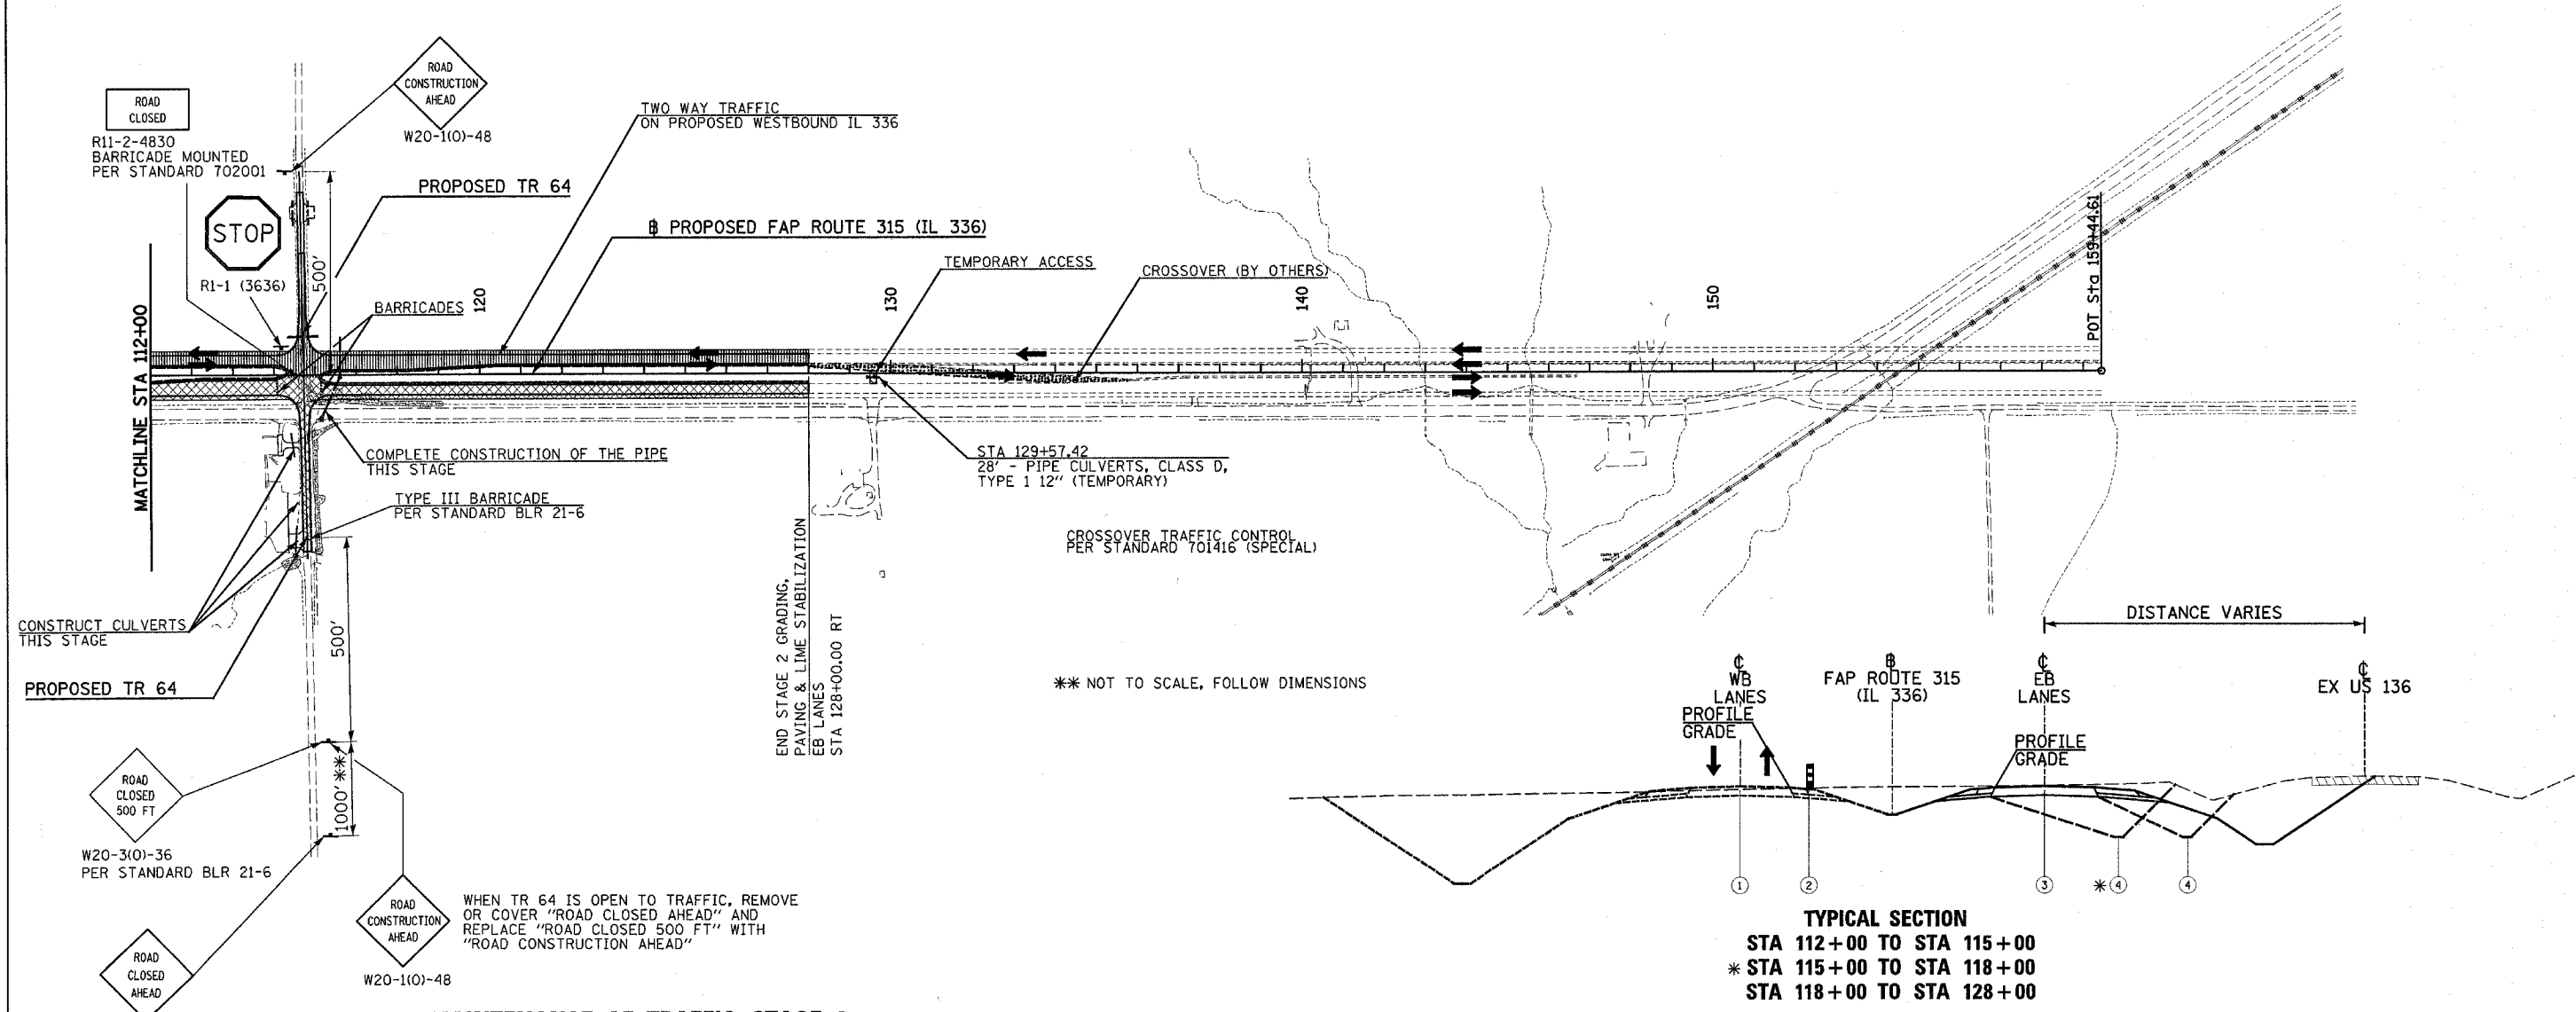 ROAD
CONSTRUCTION
AHEAD
W20-1(O)-48
ROAD
CLOSED
R11-2-4830
BARRICADE MOUNTED
PER STANDARD 702001
STOP
R1-1 (3636)
500'
PROPOSED TR 64
TWO WAY TRAFFIC
ON PROPOSED WESTBOUND IL 336
PROPOSED FAP ROUTE 315 (IL 336)
TEMPORARY ACCESS
CROSSOVER (BY OTHERS)
BARRICADES
120
130
140
150
POT Sta 159+44.61
MATCHLINE STA 112+00
COMPLETE CONSTRUCTION OF THE PIPE
THIS STAGE
TYPE III BARRICADE
PER STANDARD BLR 21-6
STA 129+57.42
28' - PIPE CULVERTS, CLASS D,
TYPE 1 12" (TEMPORARY)
CROSSOVER TRAFFIC CONTROL
PER STANDARD 701416 (SPECIAL)
END STAGE 2 GRADING,
PAVING & LIME STABILIZATION
EB LANES
STA 128+00.00 RT
CONSTRUCT CULVERTS
THIS STAGE
PROPOSED TR 64
500'
1000'**
** NOT TO SCALE, FOLLOW DIMENSIONS
ROAD
CLOSED
500 FT
W20-3(O)-36
PER STANDARD BLR 21-6
ROAD
CONSTRUCTION
AHEAD
W20-1(O)-48
WHEN TR 64 IS OPEN TO TRAFFIC, REMOVE
OR COVER "ROAD CLOSED AHEAD" AND
REPLACE "ROAD CLOSED 500 FT" WITH
"ROAD CONSTRUCTION AHEAD"
ROAD
CLOSED
AHEAD
DISTANCE VARIES
WB
LANES
FAP ROUTE 315
(IL 336)
EB
LANES
EX US 136
PROFILE
GRADE
PROFILE
GRADE
1
2
3
*4
4
TYPICAL SECTION
STA 112+00 TO STA 115+00
* STA 115+00 TO STA 118+00
STA 118+00 TO STA 128+00